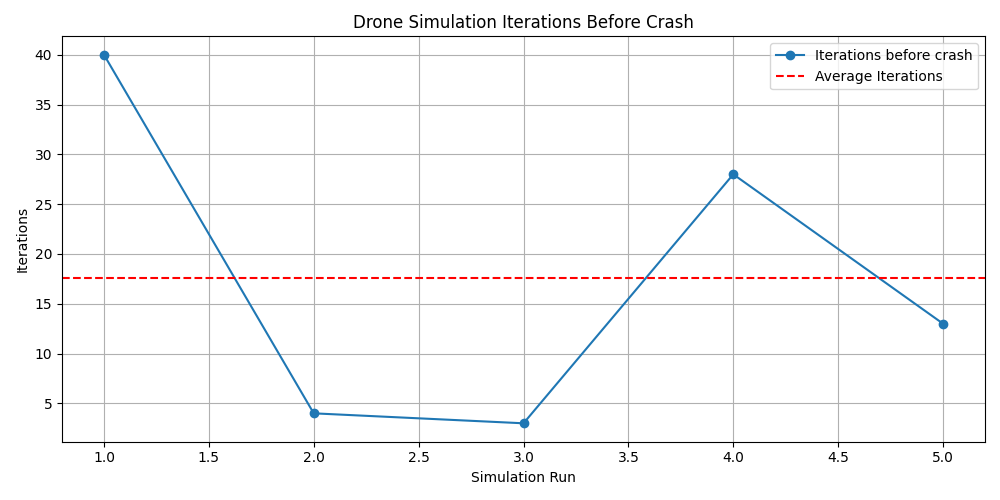 Drone Simulation Iterations Before Crash
Iterations before crash
Average Iterations
40
35
30
25
20
15
10
5
Iterations
1.0 1.5 2.0 2.5 3.0 3.5 4.0 4.5 5.0
Simulation Run